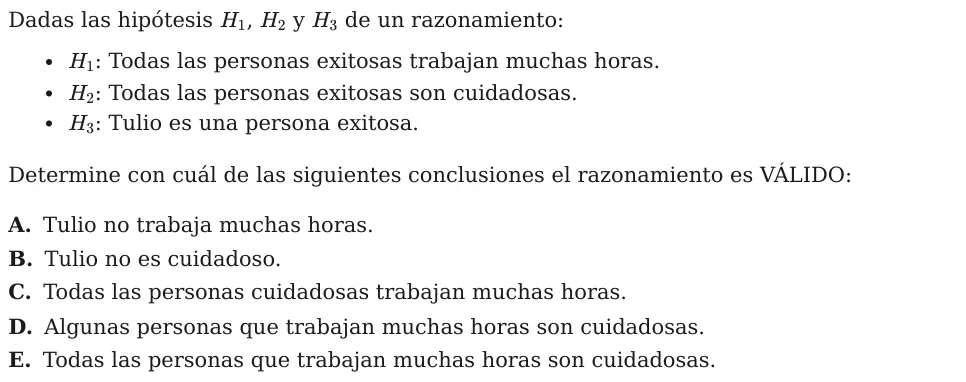 Dadas las hipótesis H₁, H₂ y H₃ de un razonamiento:
• H₁: Todas las personas exitosas trabajan muchas horas.
• H₂: Todas las personas exitosas son cuidadosas.
• H₃: Tulio es una persona exitosa.
Determine con cuál de las siguientes conclusiones el razonamiento es VÁLIDO:
A. Tulio no trabaja muchas horas.
B. Tulio no es cuidadoso.
C. Todas las personas cuidadosas trabajan muchas horas.
D. Algunas personas que trabajan muchas horas son cuidadosas.
E. Todas las personas que trabajan muchas horas son cuidadosas.